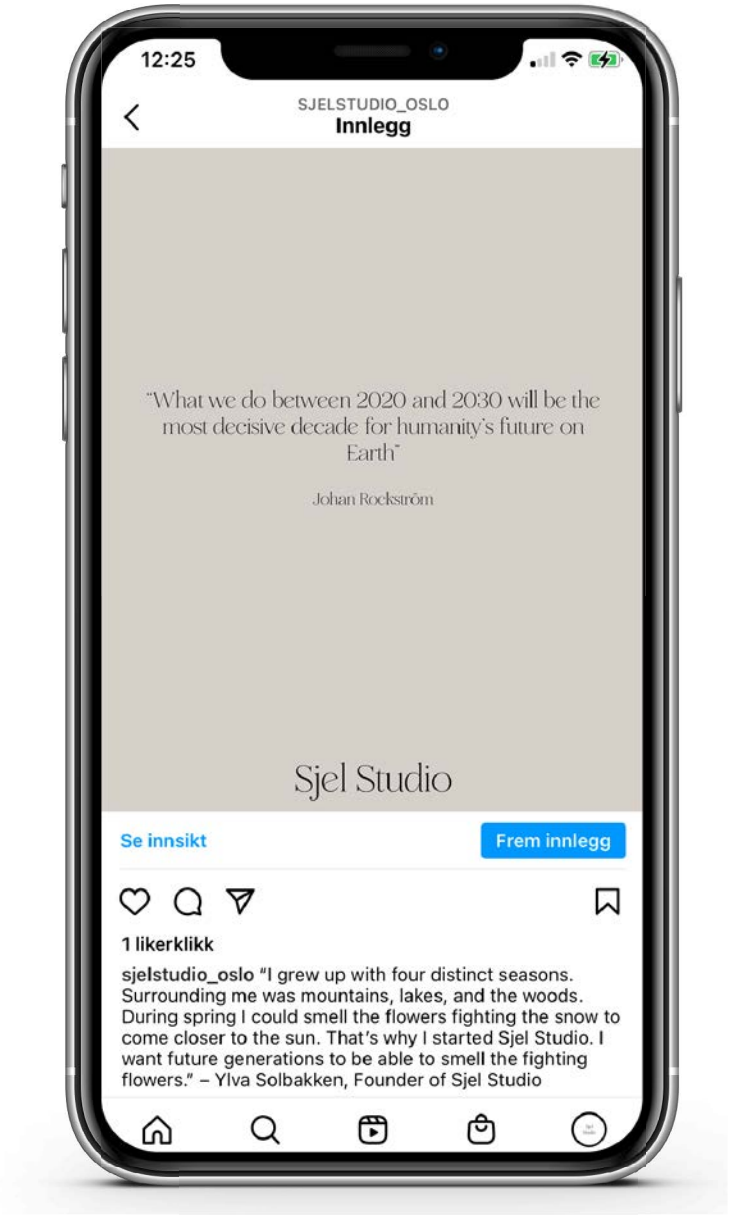 12:25
SJELSTUDIO_OSLO
Innlegg
“What we do between 2020 and 2030 will be the
most decisive decade for humanity’s future on
Earth”
Johan Rockström
Sjel Studio
Se innsikt
Frem innlegg
1 likerklikk
sjelstudio_oslo “I grew up with four distinct seasons.
Surrounding me was mountains, lakes, and the woods.
During spring I could smell the flowers fighting the snow to
come closer to the sun. That’s why I started Sjel Studio. I
want future generations to be able to smell the fighting
flowers.” – Ylva Solbakken, Founder of Sjel Studio
Sjel
Studio